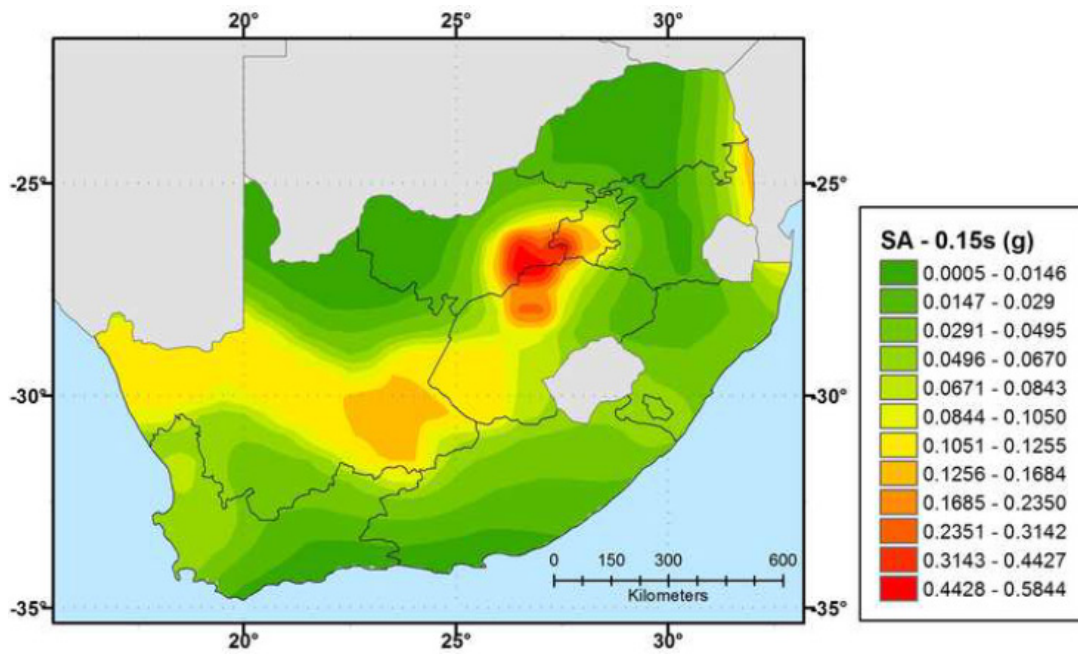 20° 25° 30°
-25° -25°
-30° -30°
-35° -35°
20° 25° 30°
0 150 300 600
Kilometers
SA - 0.15s (g)
0.0005 - 0.0146
0.0147 - 0.029
0.0291 - 0.0495
0.0496 - 0.0670
0.0671 - 0.0843
0.0844 - 0.1050
0.1051 - 0.1255
0.1256 - 0.1684
0.1685 - 0.2350
0.2351 - 0.3142
0.3143 - 0.4427
0.4428 - 0.5844